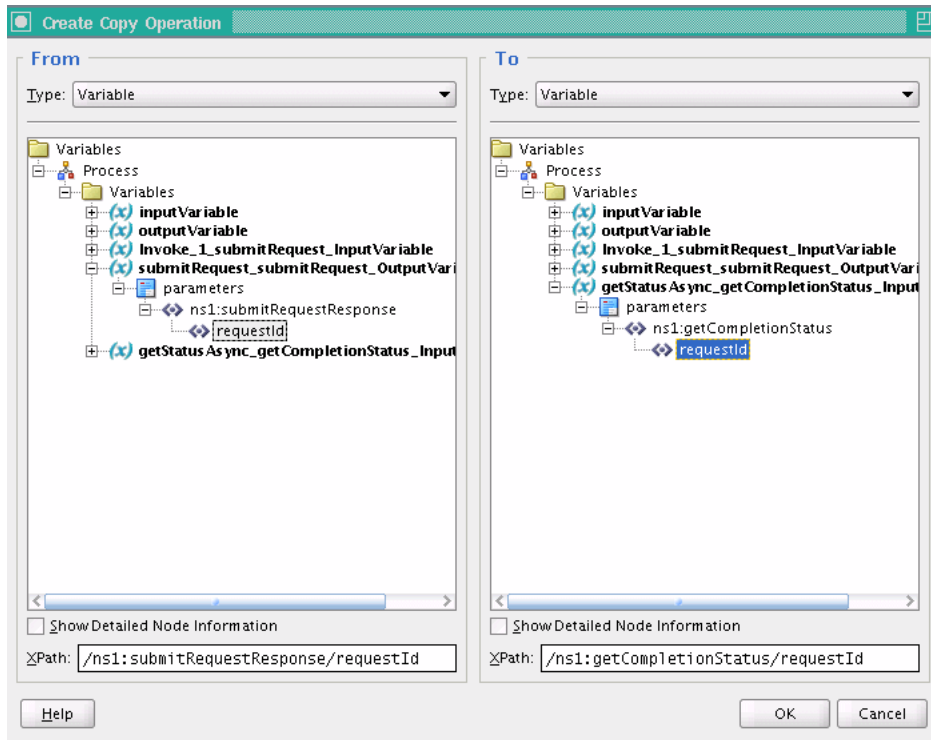 Create Copy Operation
From
Type: Variable
Variables
Process
Variables
inputVariable
outputVariable
Invoke_1_submitRequest_InputVariable
submitRequest_submitRequest_OutputVari
parameters
ns1:submitRequestResponse
requestId
getStatusAsync_getCompletionStatus_Input
Show Detailed Node Information
XPath: /ns1:submitRequestResponse/requestId
To
Type: Variable
Variables
Process
Variables
inputVariable
outputVariable
Invoke_1_submitRequest_InputVariable
submitRequest_submitRequest_OutputVari
getStatusAsync_getCompletionStatus_Input
parameters
ns1:getCompletionStatus
requestId
Show Detailed Node Information
XPath: /ns1:getCompletionStatus/requestId
Help
OK
Cancel